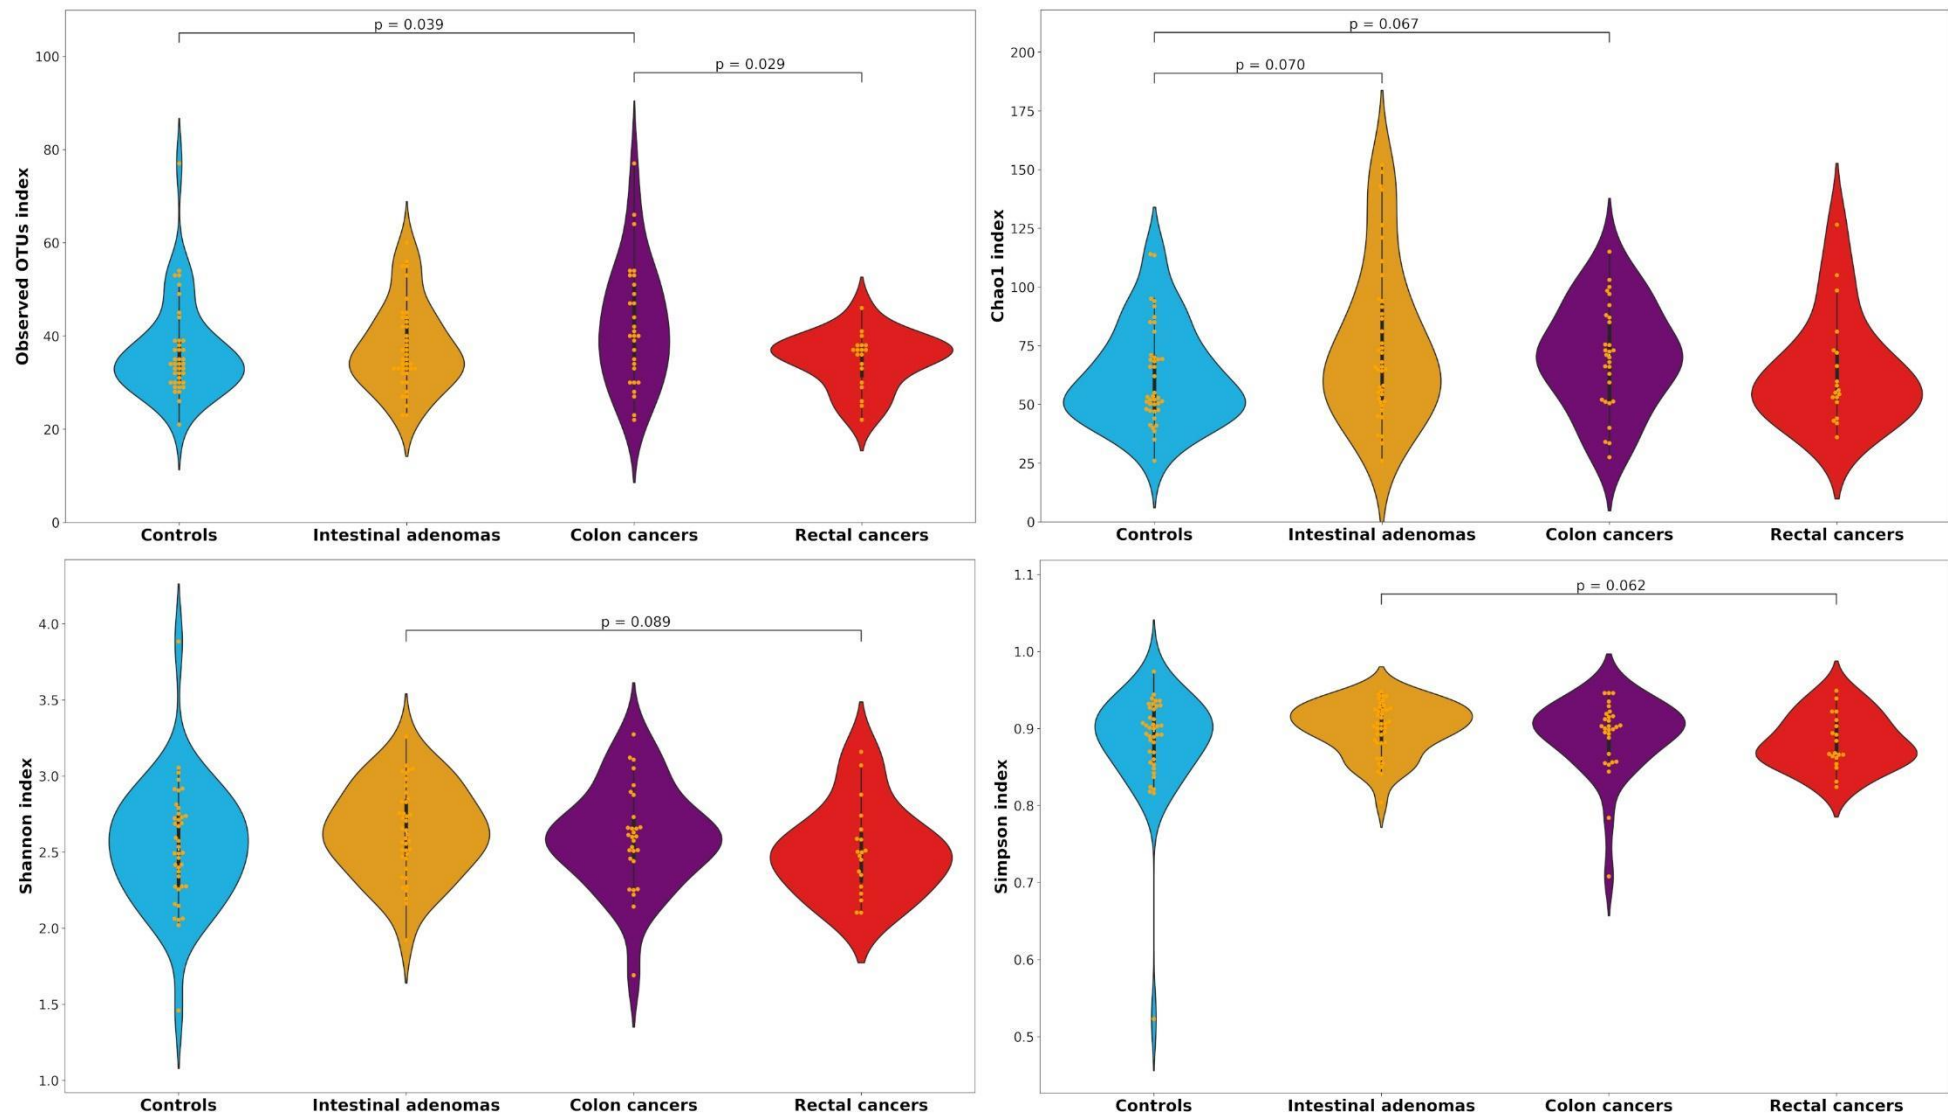 p = 0.039
p = 0.029
100
80
60
40
20
0
Observed OTUs index
Controls Intestinal adenomas Colon cancers Rectal cancers
p = 0.067
p = 0.070
200
175
150
125
100
75
50
25
0
Chao1 index
Controls Intestinal adenomas Colon cancers Rectal cancers
p = 0.089
4.0
3.5
3.0
2.5
2.0
1.5
1.0
Shannon index
Controls Intestinal adenomas Colon cancers Rectal cancers
p = 0.062
1.1
1.0
0.9
0.8
0.7
0.6
0.5
Simpson index
Controls Intestinal adenomas Colon cancers Rectal cancers